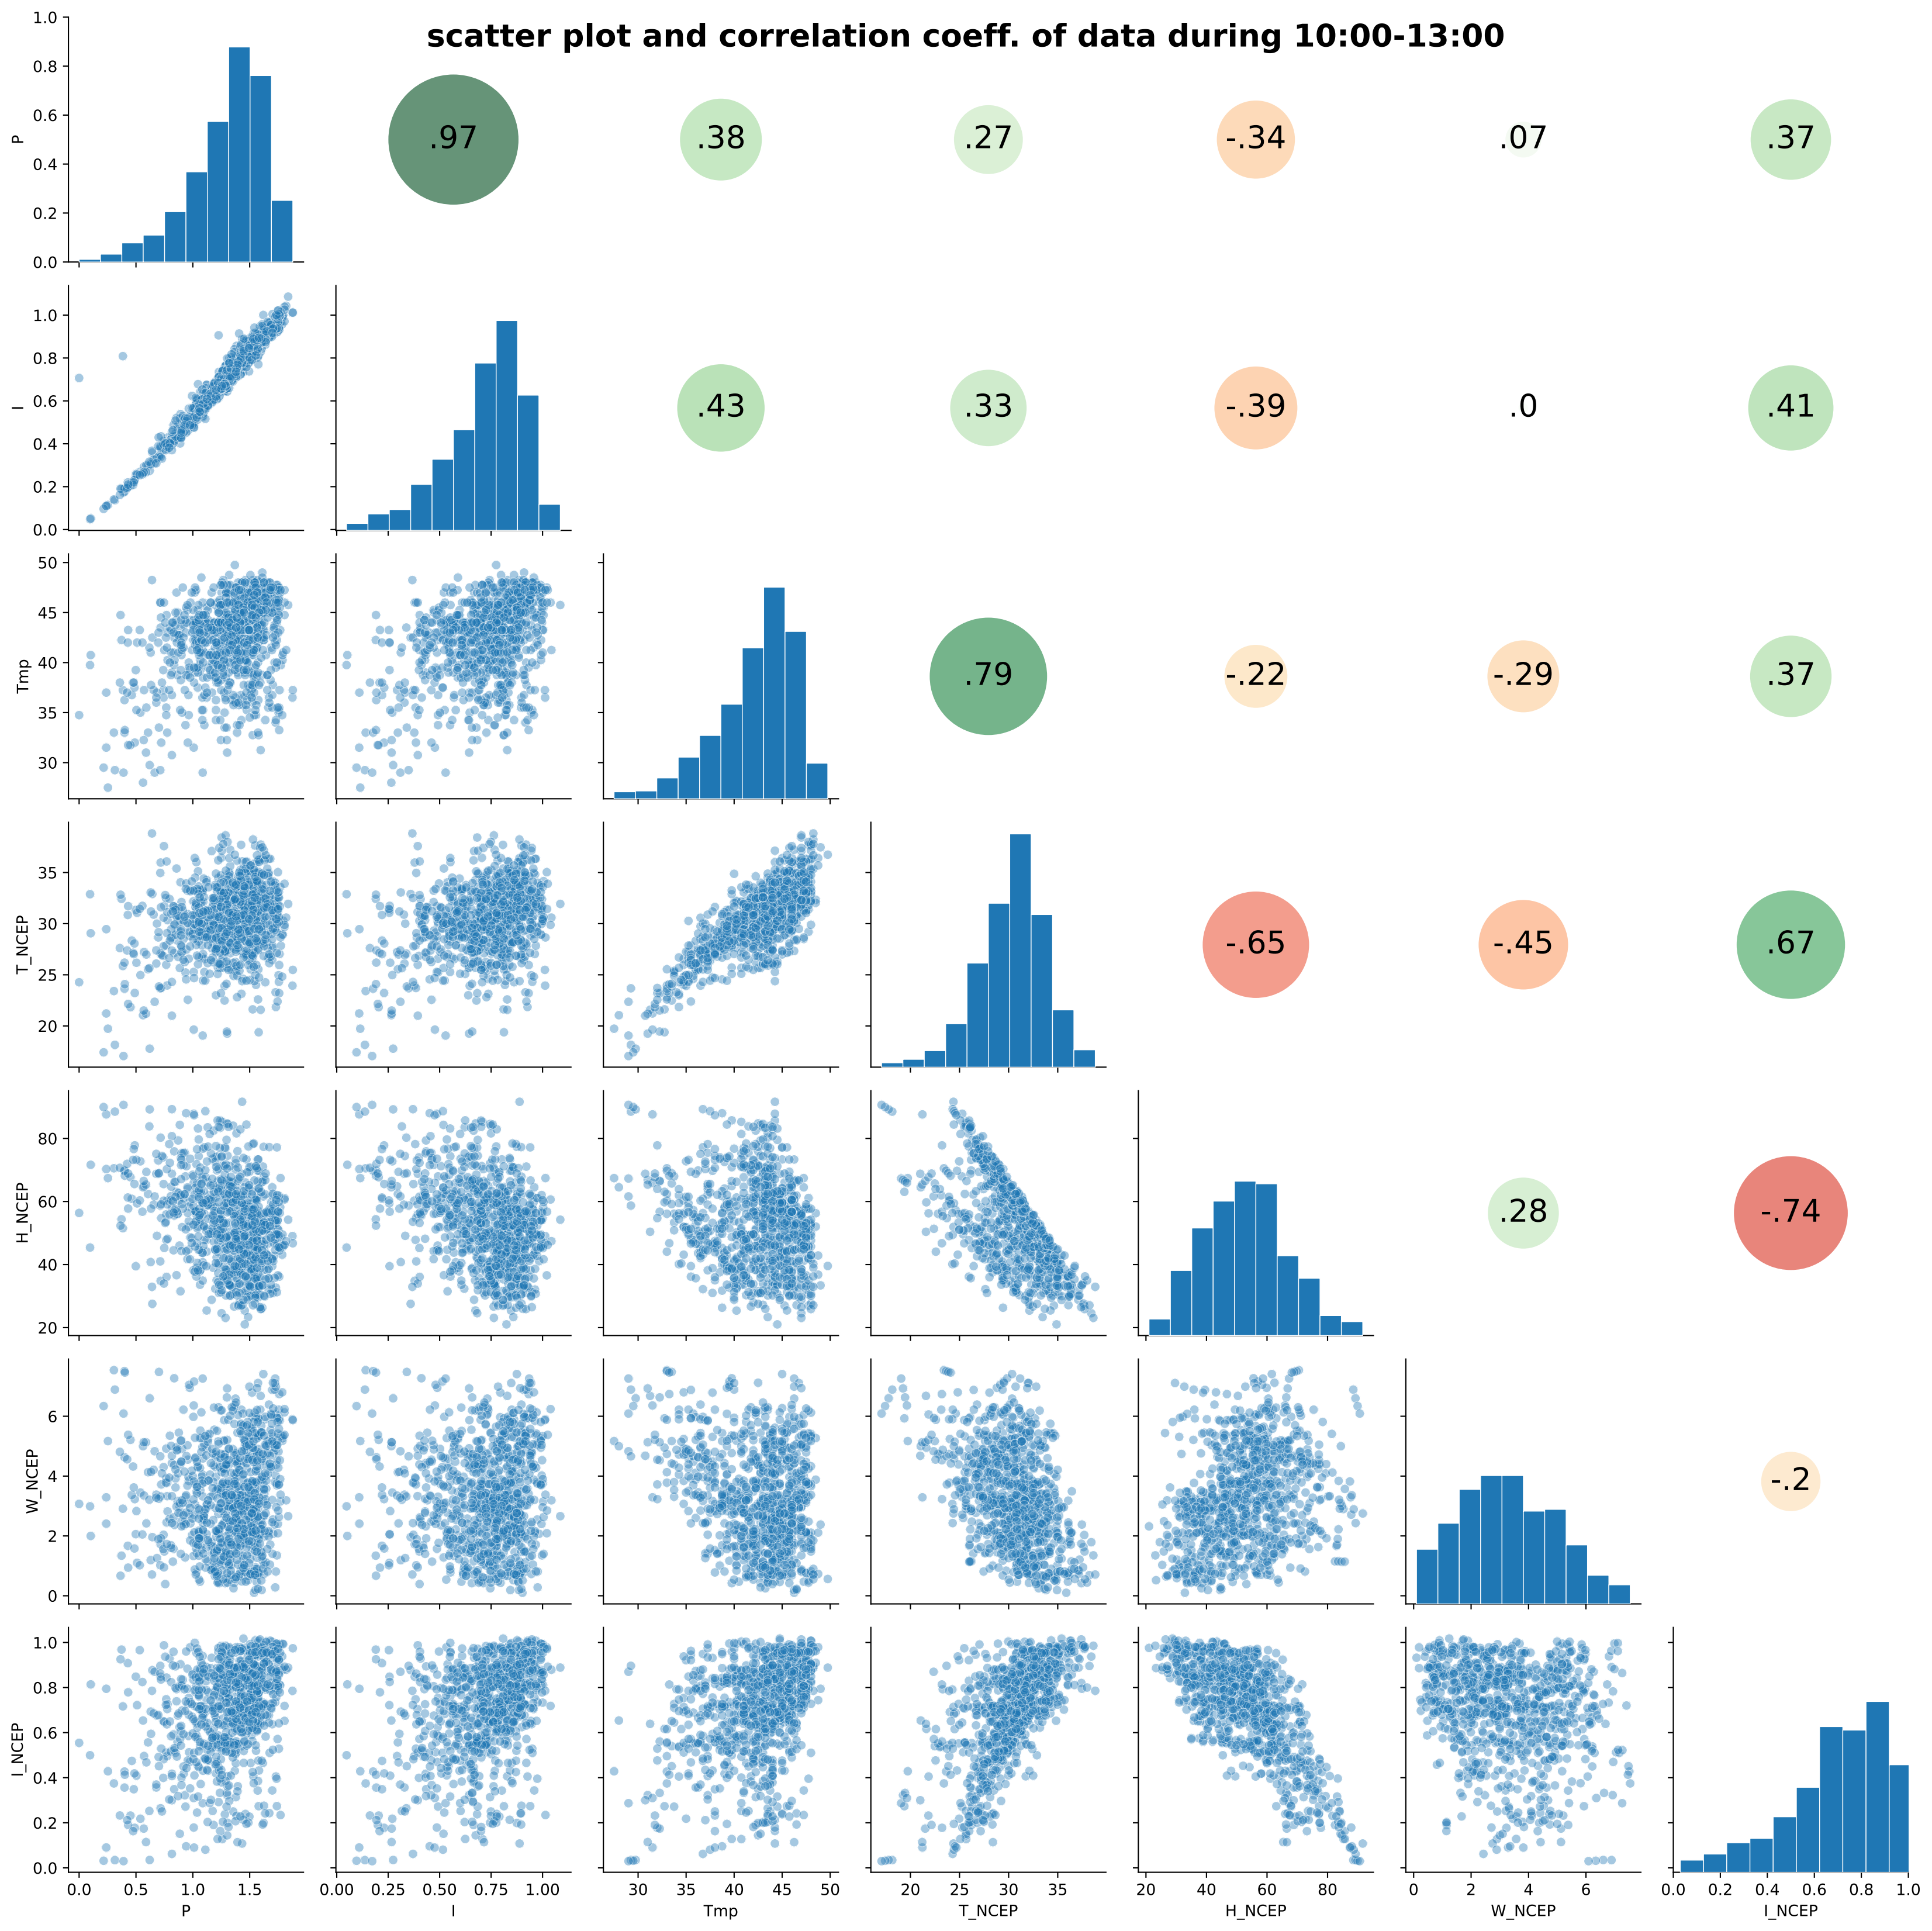 scatter plot and correlation coeff. of data during 10:00-13:00
1.0
0.8
0.6
0.4
0.2
0.0
P
.97
.38
.27
-.34
.07
.37
1.0
0.8
0.6
0.4
0.2
0.0
I
.43
.33
-.39
.0
.41
50
45
40
35
30
Tmp
.79
-.22
-.29
.37
35
30
25
20
T_NCEP
-.65
-.45
.67
80
60
40
20
H_NCEP
.28
-.74
6
4
2
0
W_NCEP
-.2
1.0
0.8
0.6
0.4
0.2
0.0
I_NCEP
0.0 0.5 1.0 1.5
0.00 0.25 0.50 0.75 1.00
30 35 40 45 50
20 25 30 35
20 40 60 80
0 2 4 6
0.0 0.2 0.4 0.6 0.8 1.0
P
I
Tmp
T_NCEP
H_NCEP
W_NCEP
I_NCEP